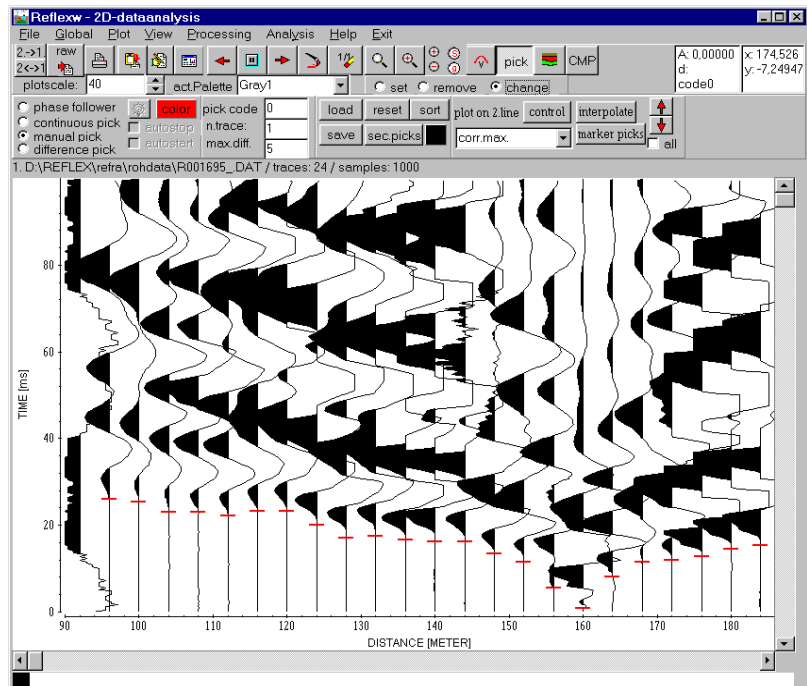 Reflexw - 2D-dataanalysis
File Global Plot View Processing Analysis Help Exit
2.->1 raw 1/2 pick CMP
2<->1
A: 0,00000 x: 174,526
d: y:-7,24947
code0
plotscale: 40 act.Palette Gray1 set remove change
phase follower color pick code 0 load reset sort plot on 2.line control interpolate
continuous pick autostop n.trace: 1
manual pick autostart save sec.picks corr.max. marker picks
difference pick max.diff. 5 all
1. D:\REFLEX\refra\rohdata\R001695_.DAT / traces: 24 / samples: 1000
80
60
40
20
0
TIME [ms]
90 100 110 120 130 140 150 160 170 180
DISTANCE [METER]